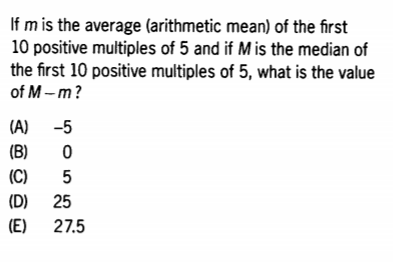 If m is the average (arithmetic mean) of the first
10 positive multiples of 5 and if M is the median of
the first 10 positive multiples of 5, what is the value
of M – m?
(A) –5
(B) 0
(C) 5
(D) 25
(E) 27.5